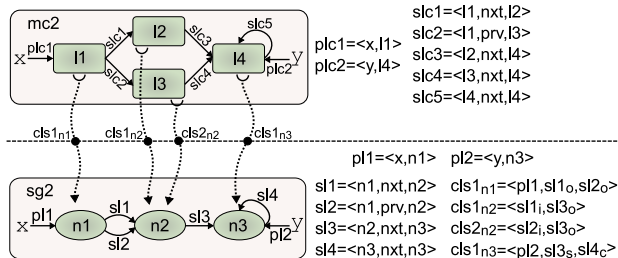 mc2
x plc1 l1 slc1 l2 slc3 l4 slc5
slc2 l3 slc4 plc2 y
plc1=<x,l1>
plc2=<y,l4>
slc1=<l1,nxt,l2>
slc2=<l1,prv,l3>
slc3=<l2,nxt,l4>
slc4=<l3,nxt,l4>
slc5=<l4,nxt,l4>
cls1n1 cls1n2 cls2n2 cls1n3
sg2
x pl1 n1 sl1 n2 sl3 n3 sl4 y
sl2 pl2
pl1=<x,n1> pl2=<y,n3>
sl1=<n1,nxt,n2> cls1n1=<pl1,sl1o,sl2o>
sl2=<n1,prv,n2> cls1n2=<sl1i,sl3o>
sl3=<n2,nxt,n3> cls2n2=<sl2i,sl3o>
sl4=<n3,nxt,n3> cls1n3=<pl2,sl3s,sl4c>